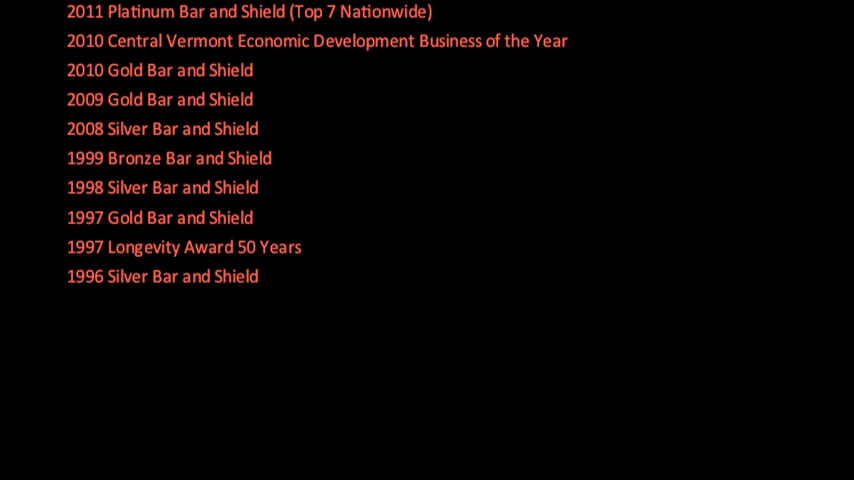 2011 Platinum Bar and Shield (Top 7 Nationwide)
2010 Central Vermont Economic Development Business of the Year
2010 Gold Bar and Shield
2009 Gold Bar and Shield
2008 Silver Bar and Shield
1999 Bronze Bar and Shield
1998 Silver Bar and Shield
1997 Gold Bar and Shield
1997 Longevity Award 50 Years
1996 Silver Bar and Shield